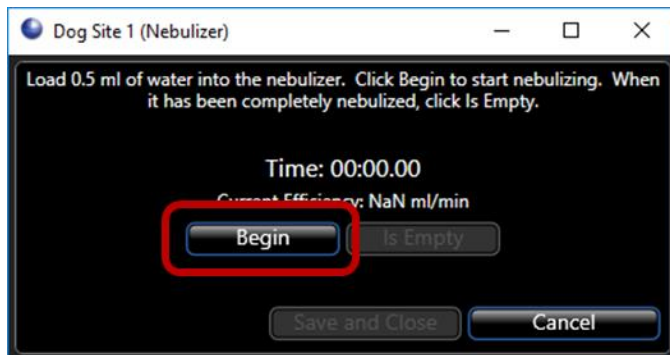 Dog Site 1 (Nebulizer)
Load 0.5 ml of water into the nebulizer.  Click Begin to start nebulizing.  When
it has been completely nebulized, click Is Empty.
Time: 00:00.00
Current Efficiency: NaN ml/min
Begin
Is Empty
Save and Close
Cancel